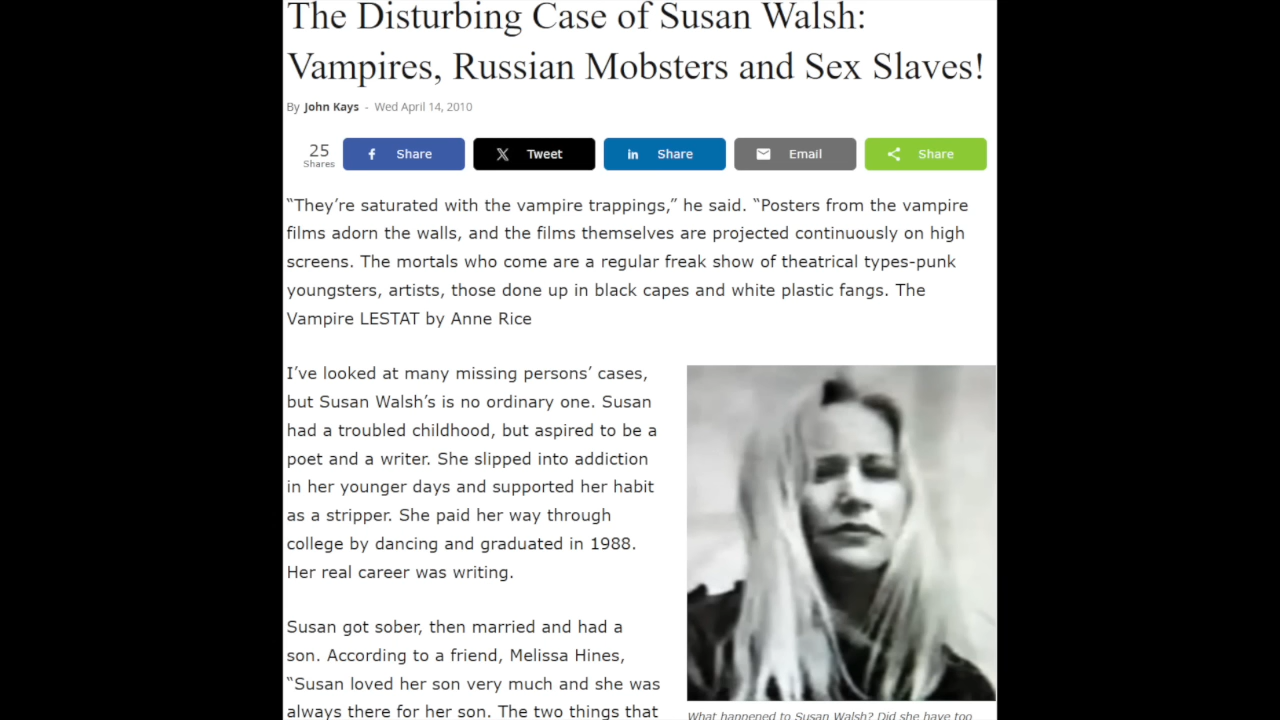 The Disturbing Case of Susan Walsh:
Vampires, Russian Mobsters and Sex Slaves!
By John Kays - Wed April 14, 2010
25
Shares
Share
Tweet
Share
Email
Share
“They’re saturated with the vampire trappings,” he said. “Posters from the vampire
films adorn the walls, and the films themselves are projected continuously on high
screens. The mortals who come are a regular freak show of theatrical types-punk
youngsters, artists, those done up in black capes and white plastic fangs. The
Vampire LESTAT by Anne Rice
I’ve looked at many missing persons’ cases,
but Susan Walsh’s is no ordinary one. Susan
had a troubled childhood, but aspired to be a
poet and a writer. She slipped into addiction
in her younger days and supported her habit
as a stripper. She paid her way through
college by dancing and graduated in 1988.
Her real career was writing.
Susan got sober, then married and had a
son. According to a friend, Melissa Hines,
“Susan loved her son very much and she was
always there for her son. The two things that
What happened to Susan Walsh? Did she have too